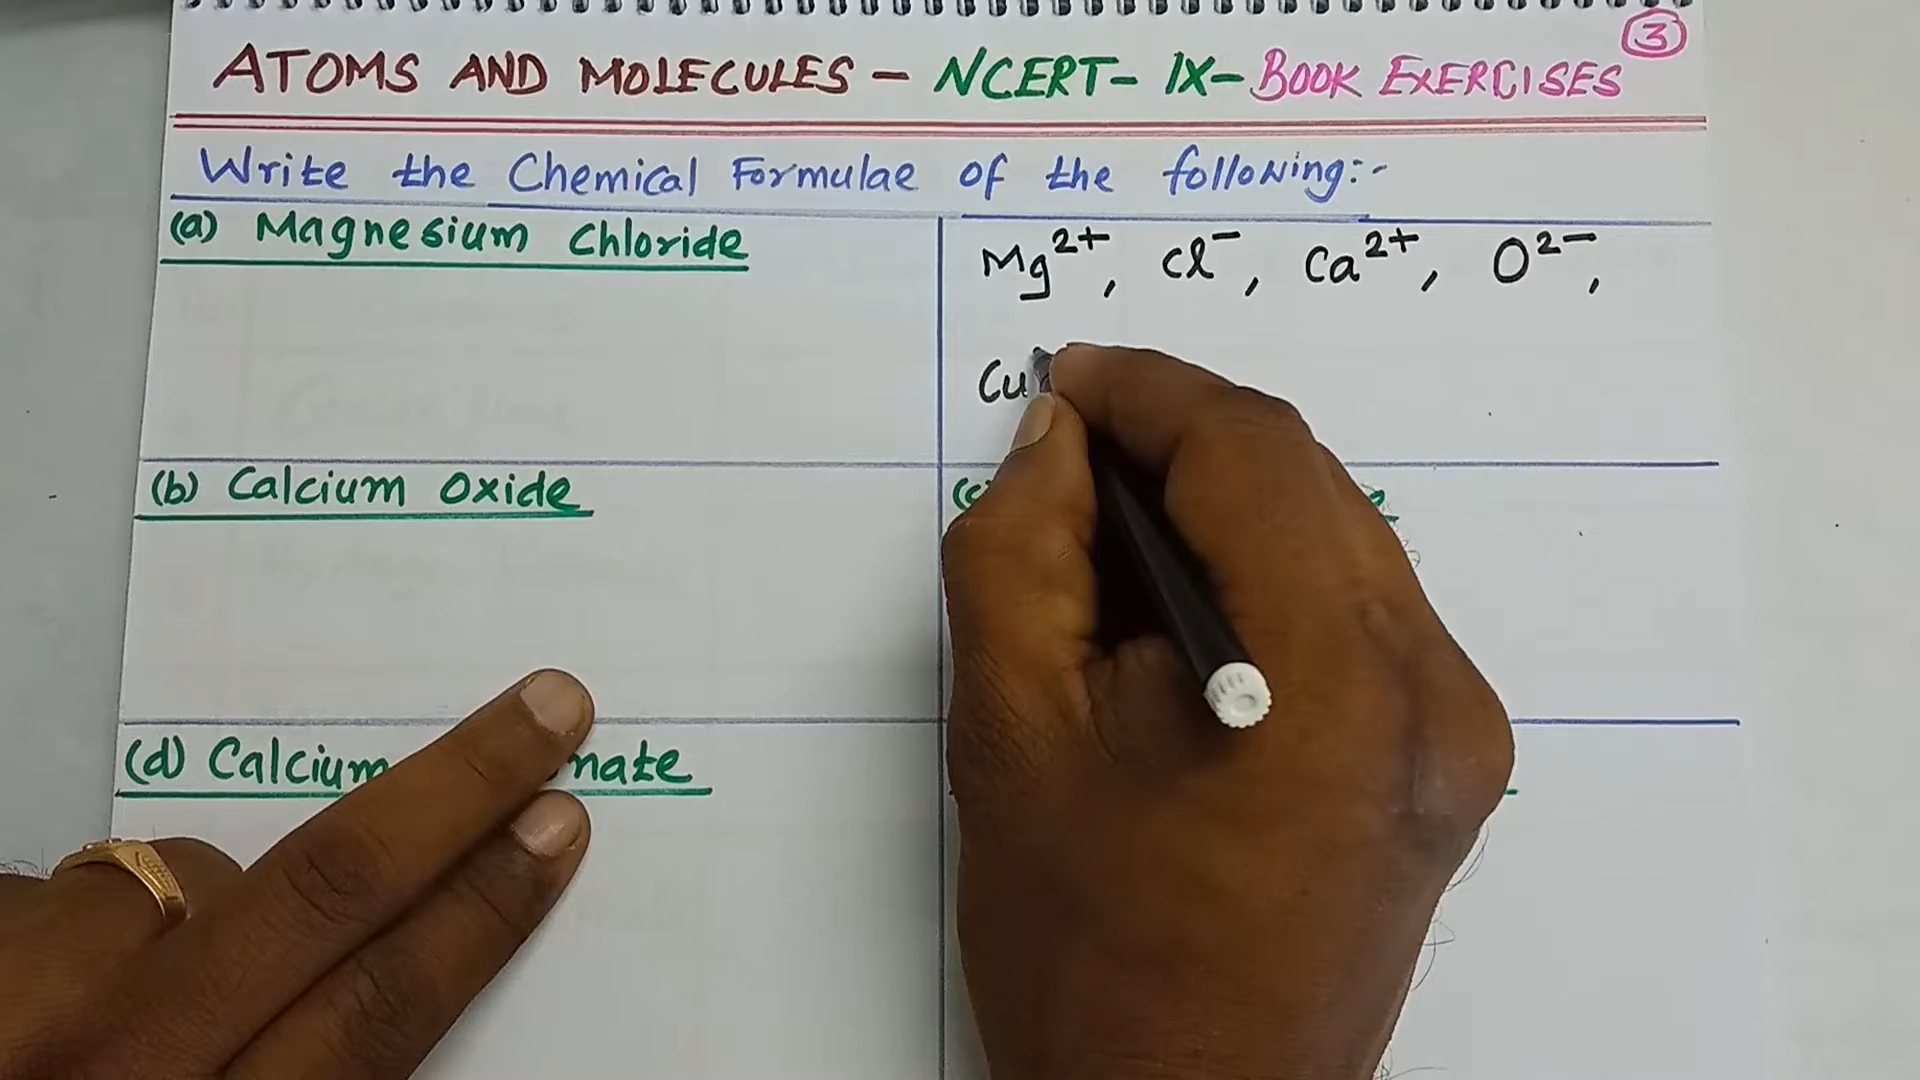 3
ATOMS AND MOLECULES - NCERT- IX- BOOK EXERCISES
Write the Chemical Formulae of the following:-
(a) Magnesium Chloride
Mg²⁺, Cl⁻, Ca²⁺, O²⁻,
Cu
(b) Calcium Oxide
(c)
(d) Calcium